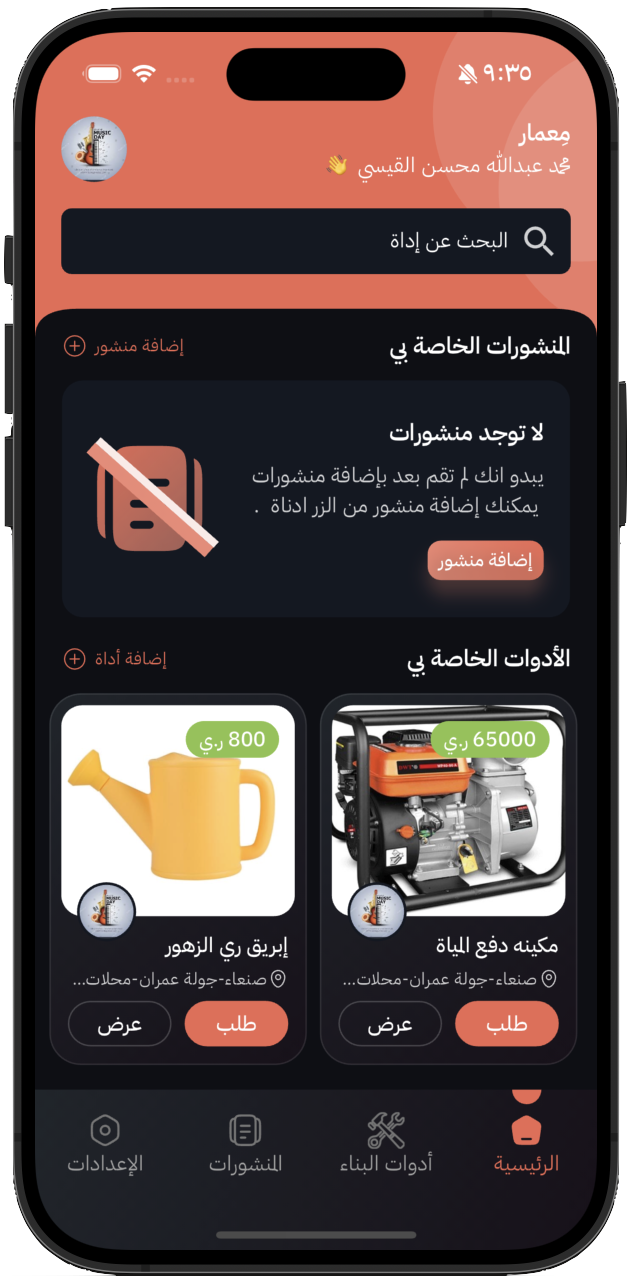 ٩:٣٥
مِعمار
محمد عبدالله محسن القيسي 👋
البحث عن إداة
المنشورات الخاصة بي
إضافة منشور
لا توجد منشورات
يبدو انك لم تقم بعد بإضافة منشورات
يمكنك إضافة منشور من الزر ادناة .
إضافة منشور
الأدوات الخاصة بي
إضافة أداة
65000 ر.ي
مكينه دفع المياة
صنعاء-جولة عمران-محلات...
طلب
عرض
800 ر.ي
إبريق ري الزهور
صنعاء-جولة عمران-محلات...
طلب
عرض
الرئيسية
أدوات البناء
المنشورات
الإعدادات